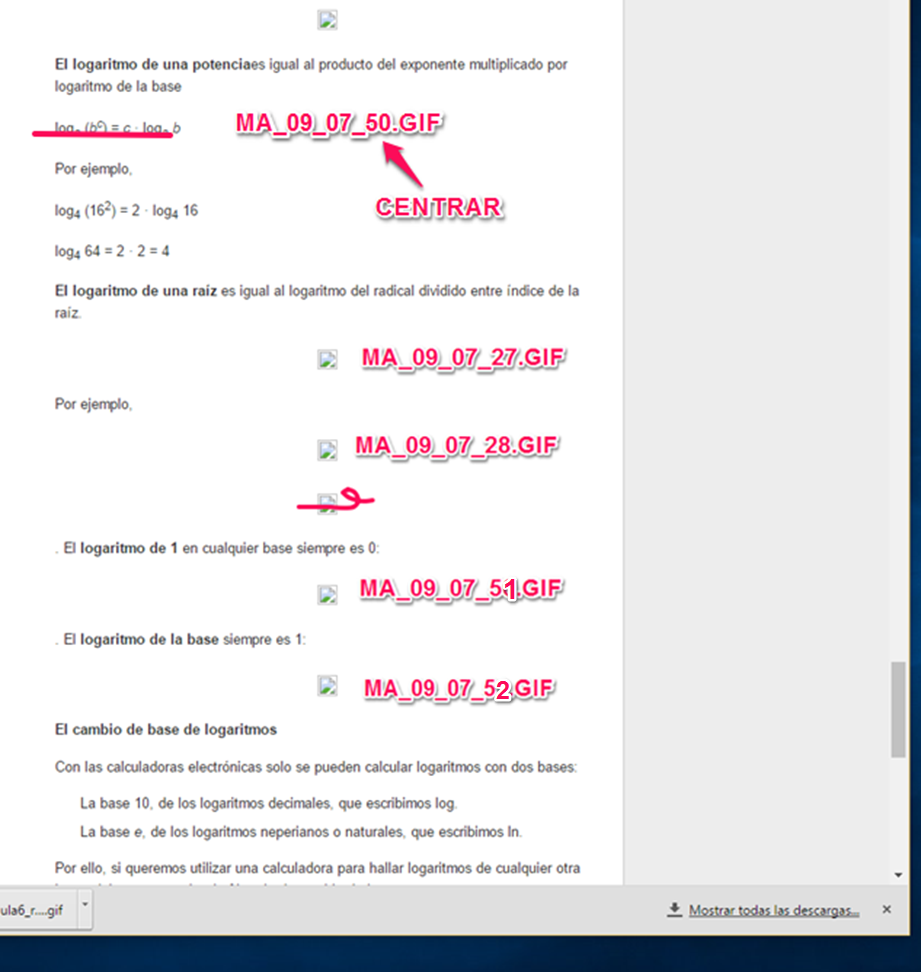 El logaritmo de una potenciaes igual al producto del exponente multiplicado por
logaritmo de la base
(bᶜ) = c · b
MA_09_07_50.GIF
Por ejemplo,
log₄ (16²) = 2 · log₄ 16
CENTRAR
log₄ 64 = 2 · 2 = 4
El logaritmo de una raíz es igual al logaritmo del radical dividido entre índice de la
raíz.
MA_09_07_27.GIF
Por ejemplo,
MA_09_07_28.GIF
. El logaritmo de 1 en cualquier base siempre es 0:
MA_09_07_51.GIF
. El logaritmo de la base siempre es 1:
MA_09_07_52.GIF
El cambio de base de logaritmos
Con las calculadoras electrónicas solo se pueden calcular logaritmos con dos bases:
La base 10, de los logaritmos decimales, que escribimos log.
La base e, de los logaritmos neperianos o naturales, que escribimos ln.
Por ello, si queremos utilizar una calculadora para hallar logaritmos de cualquier otra
ula6_r....gif
Mostrar todas las descargas...